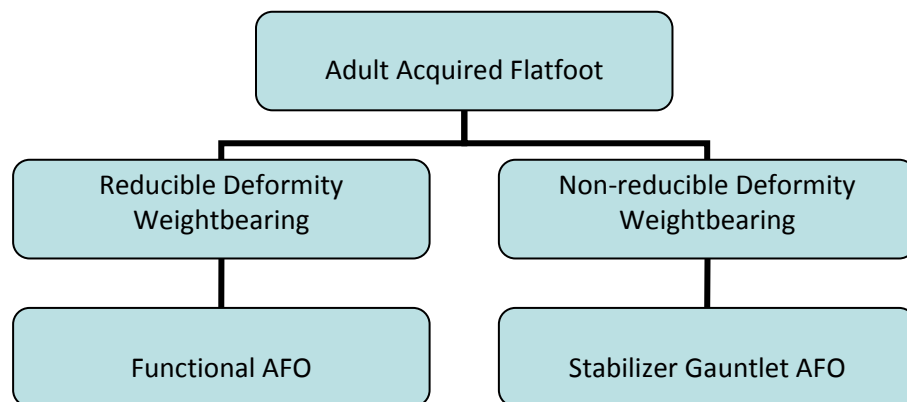 Adult Acquired Flatfoot
Reducible Deformity
Weightbearing
Non-reducible Deformity
Weightbearing
Functional AFO
Stabilizer Gauntlet AFO